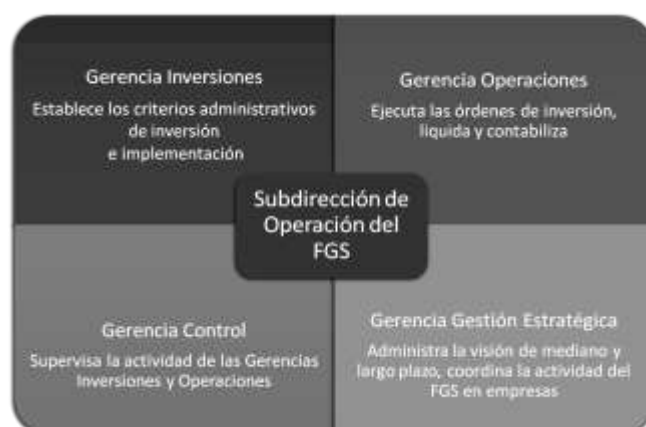 Gerencia Inversiones
Establece los criterios administrativos
de inversión
e implementación
Gerencia Operaciones
Ejecuta las órdenes de inversión,
liquida y contabiliza
Subdirección de
Operación del
FGS
Gerencia Control
Supervisa la actividad de las Gerencias
Inversiones y Operaciones
Gerencia Gestión Estratégica
Administra la visión de mediano y
largo plazo, coordina la actividad del
FGS en empresas